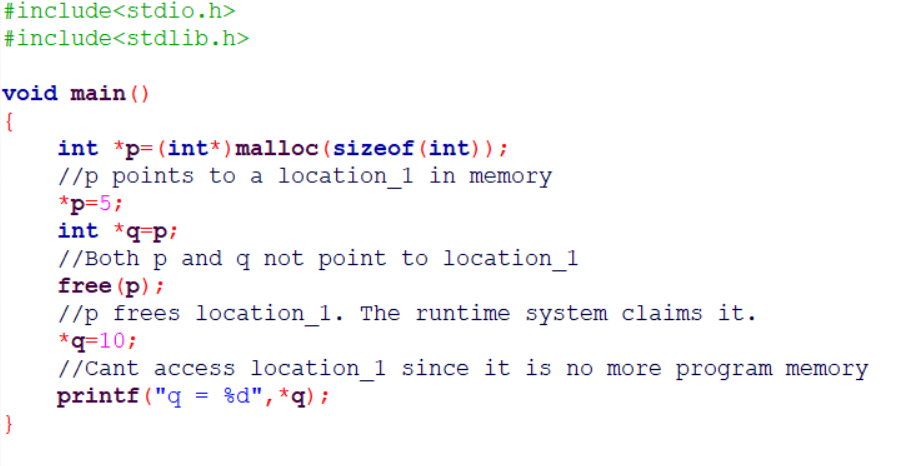 #include<stdio.h>
#include<stdlib.h>
void main()
{
int *p=(int*)malloc(sizeof(int));
//p points to a location_1 in memory
*p=5;
int *q=p;
//Both p and q not point to location_1
free(p);
//p frees location_1. The runtime system claims it.
*q=10;
//Cant access location_1 since it is no more program memory
printf("q = %d",*q);
}